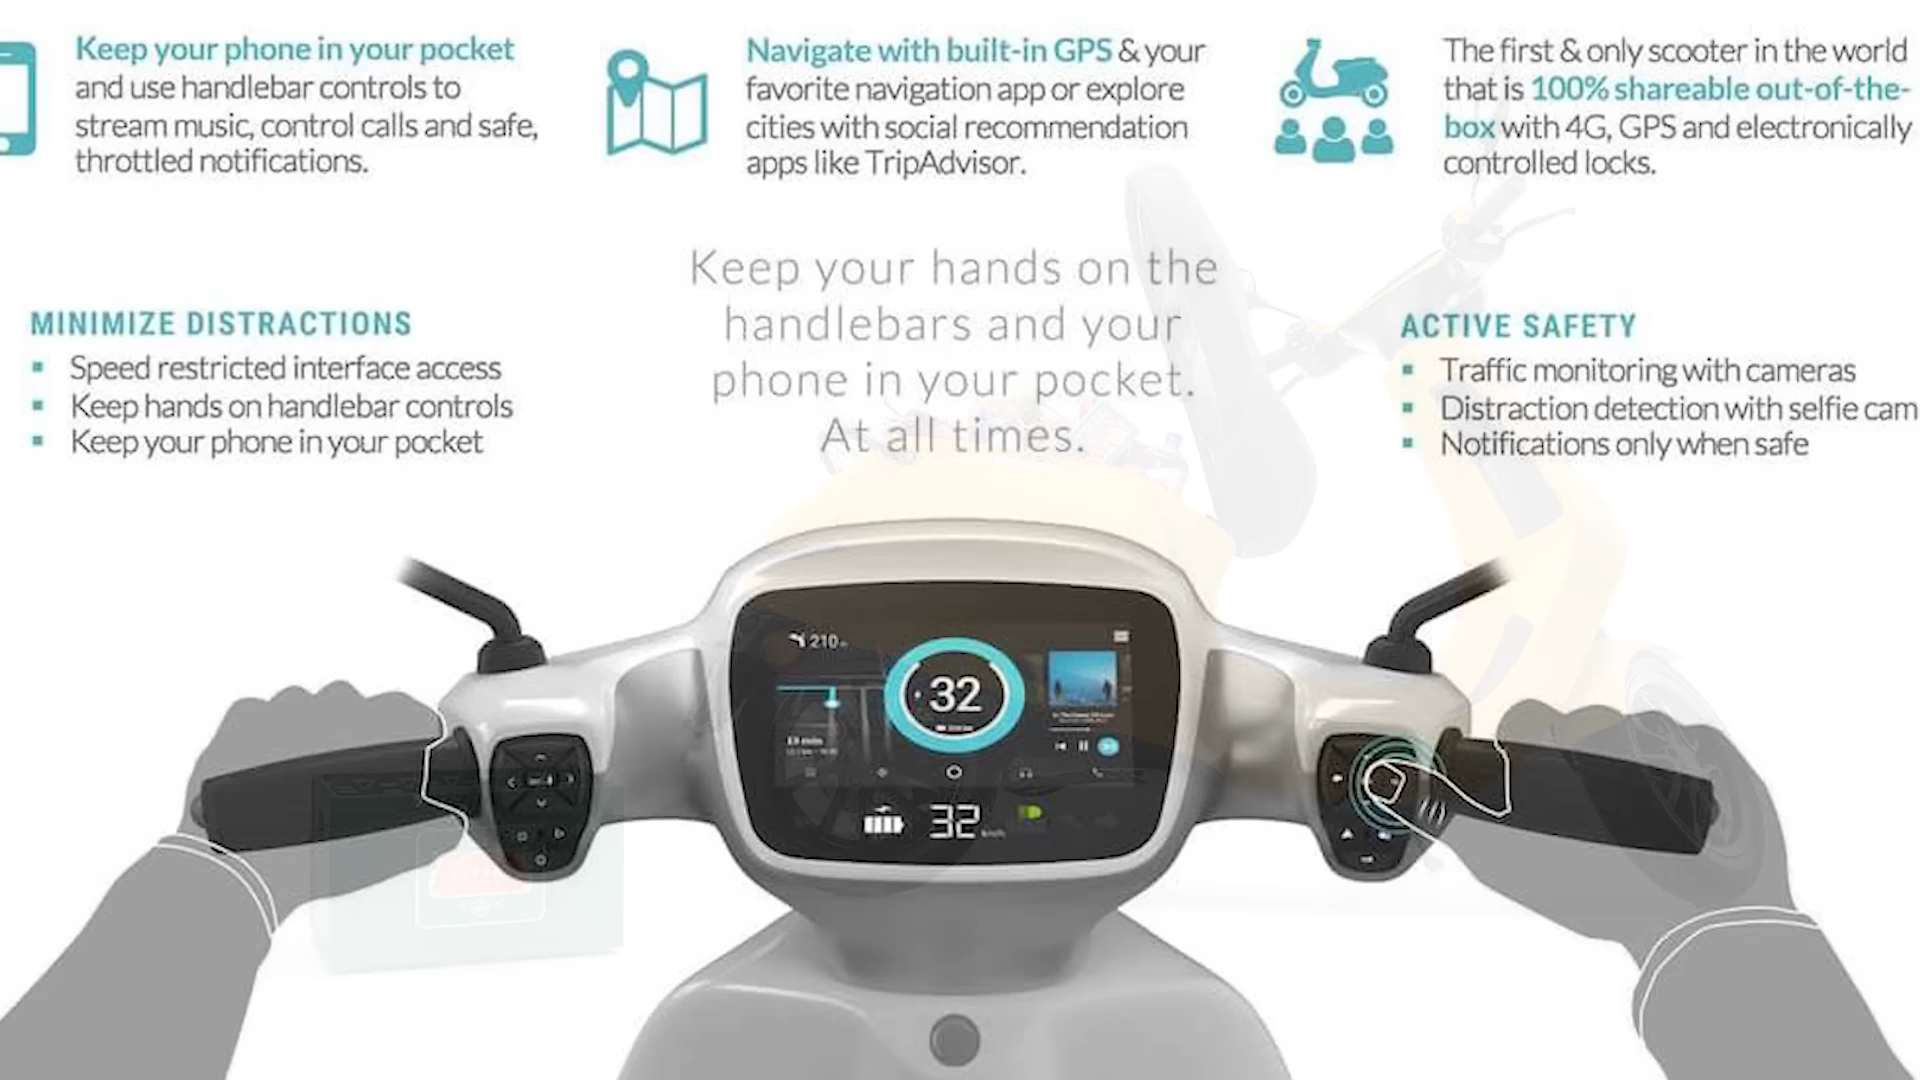 Keep your phone in your pocket
and use handlebar controls to
stream music, control calls and safe,
throttled notifications.
Navigate with built-in GPS & your
favorite navigation app or explore
cities with social recommendation
apps like TripAdvisor.
The first & only scooter in the world
that is 100% shareable out-of-the-
box with 4G, GPS and electronically
controlled locks.
MINIMIZE DISTRACTIONS
▪ Speed restricted interface access
▪ Keep hands on handlebar controls
▪ Keep your phone in your pocket
Keep your hands on the
handlebars and your
phone in your pocket.
At all times.
ACTIVE SAFETY
▪ Traffic monitoring with cameras
▪ Distraction detection with selfie cam
▪ Notifications only when safe
210
32
13 min
32 km/h